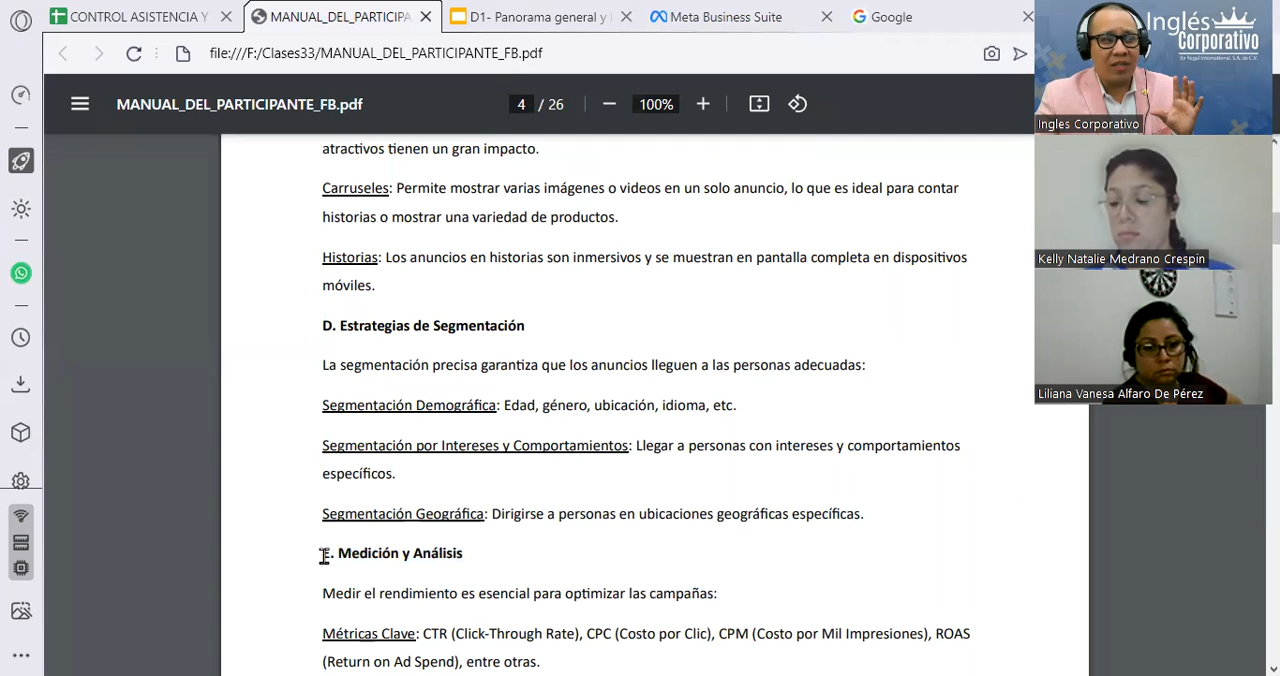 CONTROL ASISTENCIA Y
MANUAL_DEL_PARTICIPA
D1- Panorama general y
Meta Business Suite
Google
file:///F:/Clases33/MANUAL_DEL_PARTICIPANTE_FB.pdf
MANUAL_DEL_PARTICIPANTE_FB.pdf
4 / 26
100%
Inglés
Corporativo
By Regal International, S.A. de C.V.
Ingles Corporativo
Kelly Natalie Medrano Crespin
Liliana Vanesa Alfaro De Pérez
atractivos tienen un gran impacto.
Carruseles: Permite mostrar varias imágenes o videos en un solo anuncio, lo que es ideal para contar
historias o mostrar una variedad de productos.
Historias: Los anuncios en historias son inmersivos y se muestran en pantalla completa en dispositivos
móviles.
D. Estrategias de Segmentación
La segmentación precisa garantiza que los anuncios lleguen a las personas adecuadas:
Segmentación Demográfica: Edad, género, ubicación, idioma, etc.
Segmentación por Intereses y Comportamientos: Llegar a personas con intereses y comportamientos
específicos.
Segmentación Geográfica: Dirigirse a personas en ubicaciones geográficas específicas.
E. Medición y Análisis
Medir el rendimiento es esencial para optimizar las campañas:
Métricas Clave: CTR (Click-Through Rate), CPC (Costo por Clic), CPM (Costo por Mil Impresiones), ROAS
(Return on Ad Spend), entre otras.